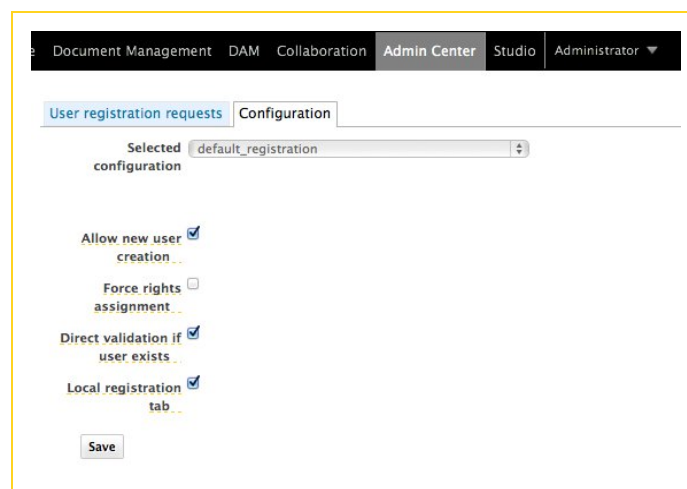 e Document Management DAM Collaboration Admin Center Studio Administrator
User registration requests Configuration
Selected configuration default_registration
Allow new user creation
Force rights assignment
Direct validation if user exists
Local registration tab
Save